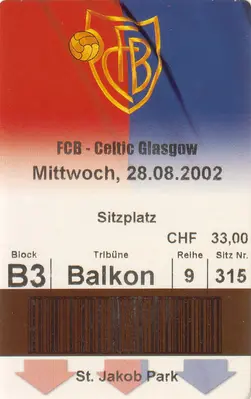 FCB
FCB - Celtic Glasgow
Mittwoch, 28.08.2002
Sitzplatz
CHF 33,00
Block Tribüne Reihe Sitz Nr.
B3 Balkon 9 315
St. Jakob Park